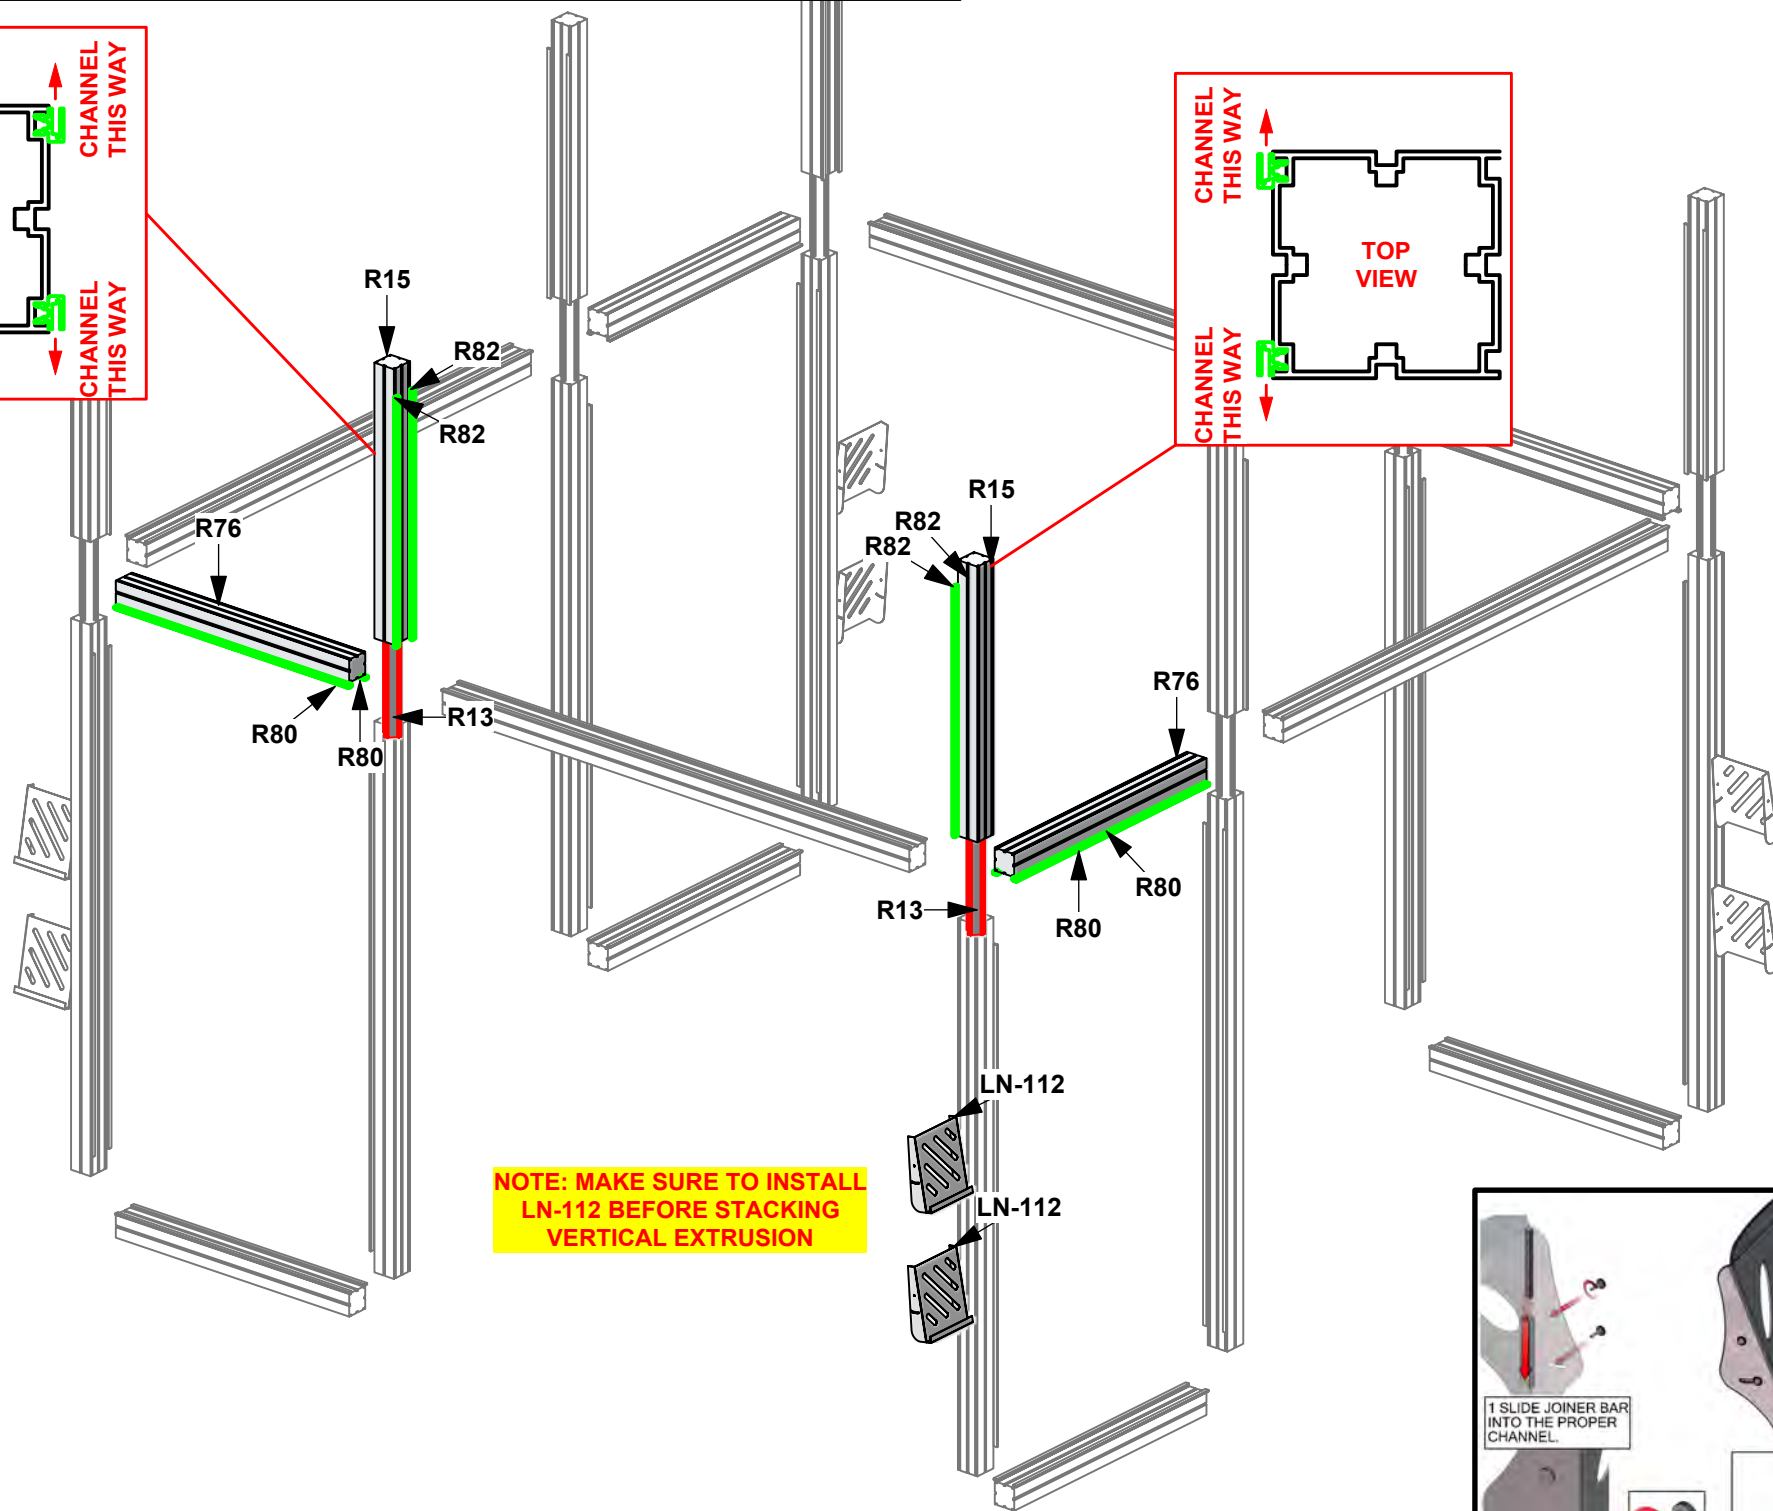 CHANNEL
THIS WAY
CHANNEL
THIS WAY
CHANNEL
THIS WAY
TOP
VIEW
CHANNEL
THIS WAY
R15
R82
R82
R76
R80
R80
R13
R15
R82
R82
R76
R80
R80
R13
LN-112
LN-112
NOTE: MAKE SURE TO INSTALL
LN-112 BEFORE STACKING
VERTICAL EXTRUSION
1 SLIDE JOINER BAR
INTO THE PROPER
CHANNEL.